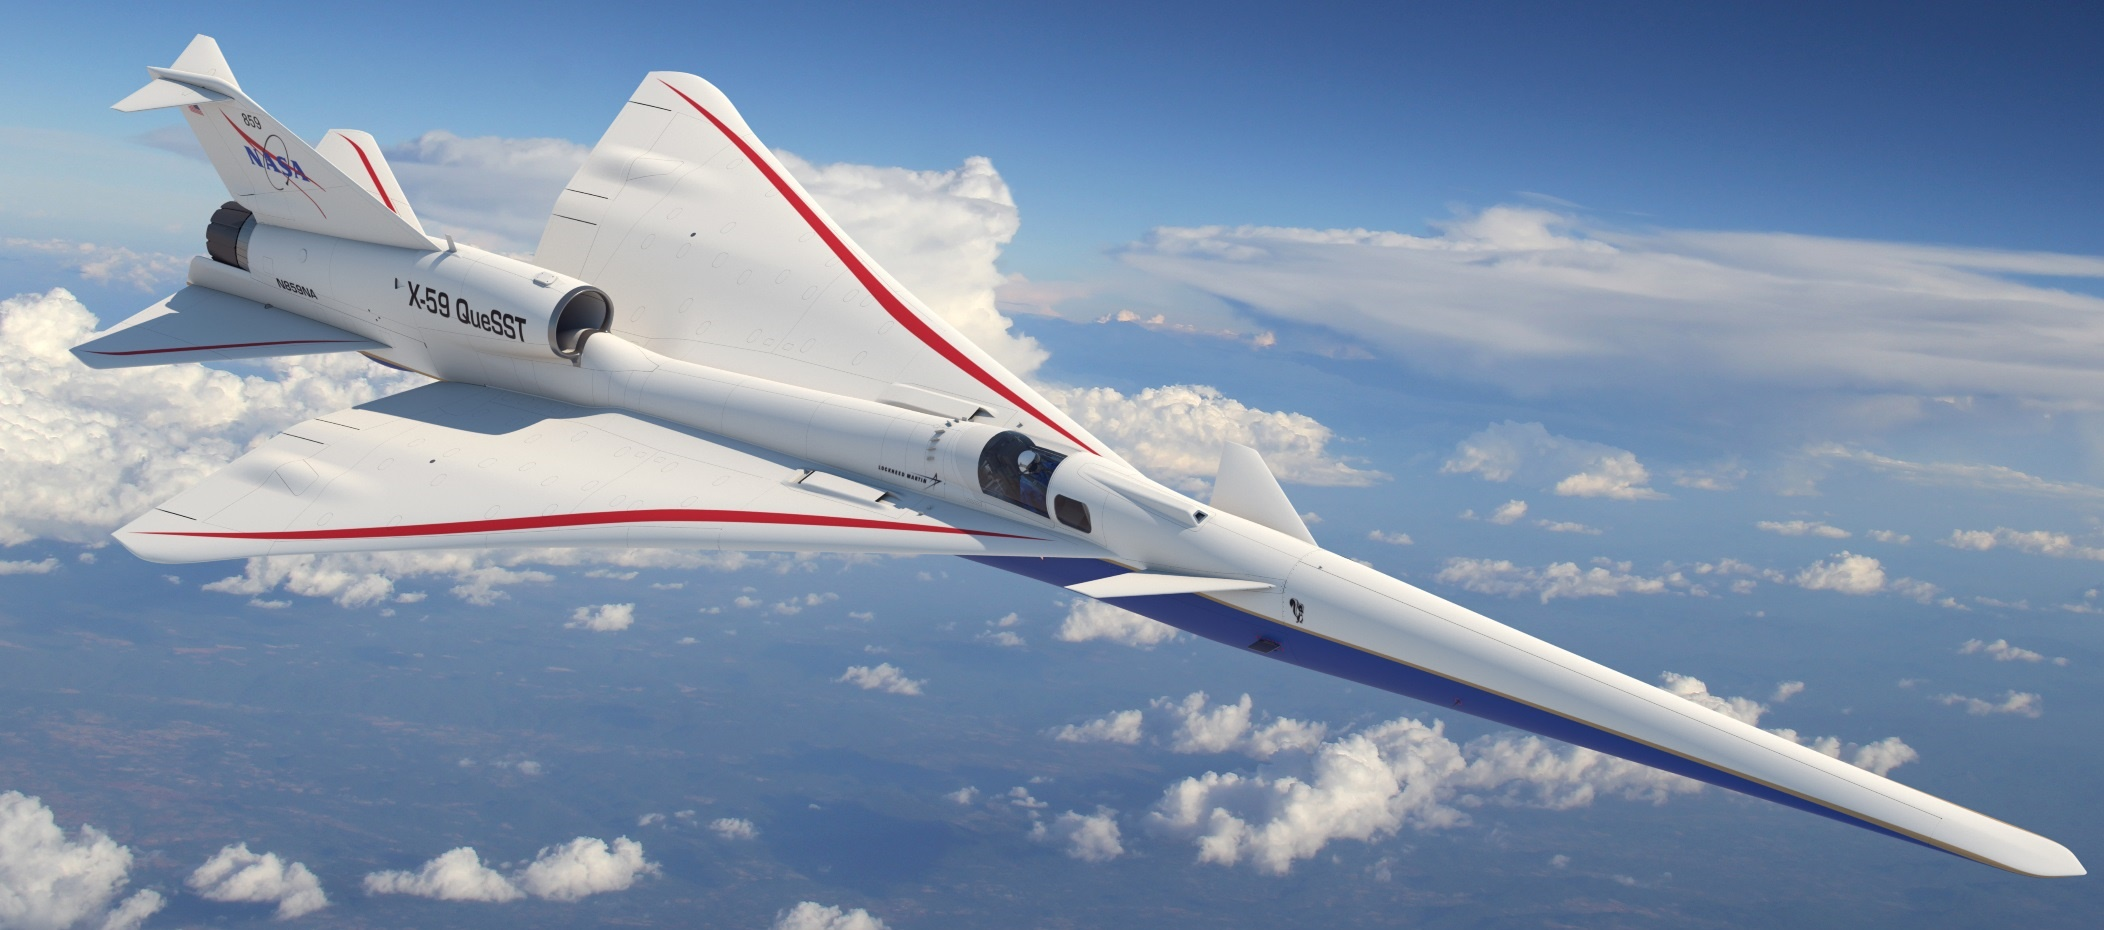 859
NASA
N859NA
X-59 QueSST
LOCKHEED MARTIN